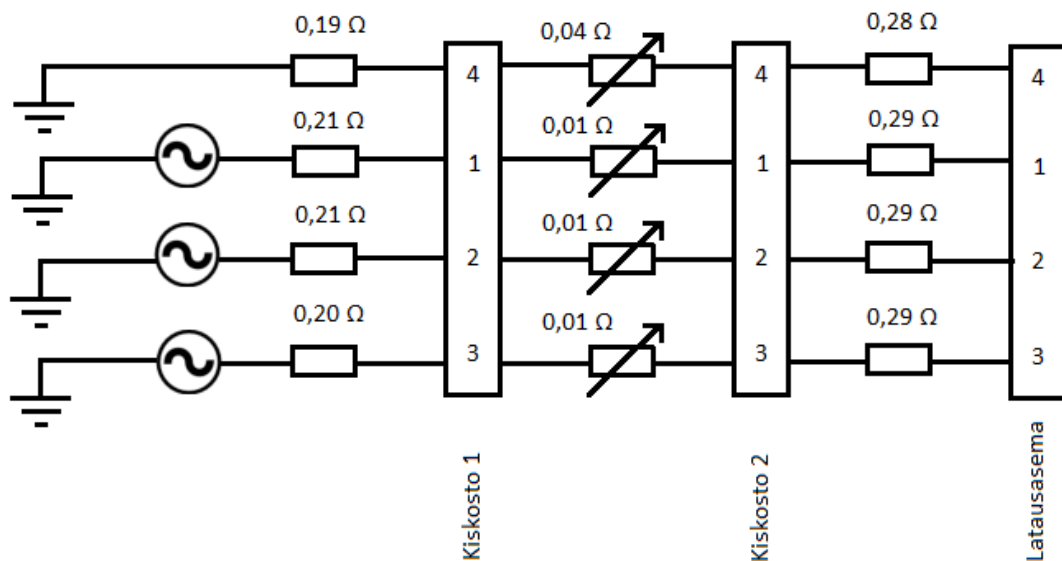 0,19 Ω 0,04 Ω 0,28 Ω
4 4 4
0,21 Ω 0,01 Ω 0,29 Ω
1 1 1
0,21 Ω 0,01 Ω 0,29 Ω
2 2 2
0,20 Ω 0,01 Ω 0,29 Ω
3 3 3
Kiskosto 1
Kiskosto 2
Latausasema